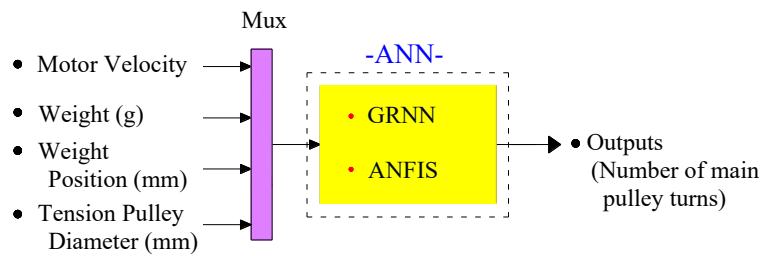 Mux
-ANN-
• Motor Velocity
• Weight (g)
• Weight
Position (mm)
• Tension Pulley
Diameter (mm)
• GRNN
• ANFIS
• Outputs
(Number of main
pulley turns)